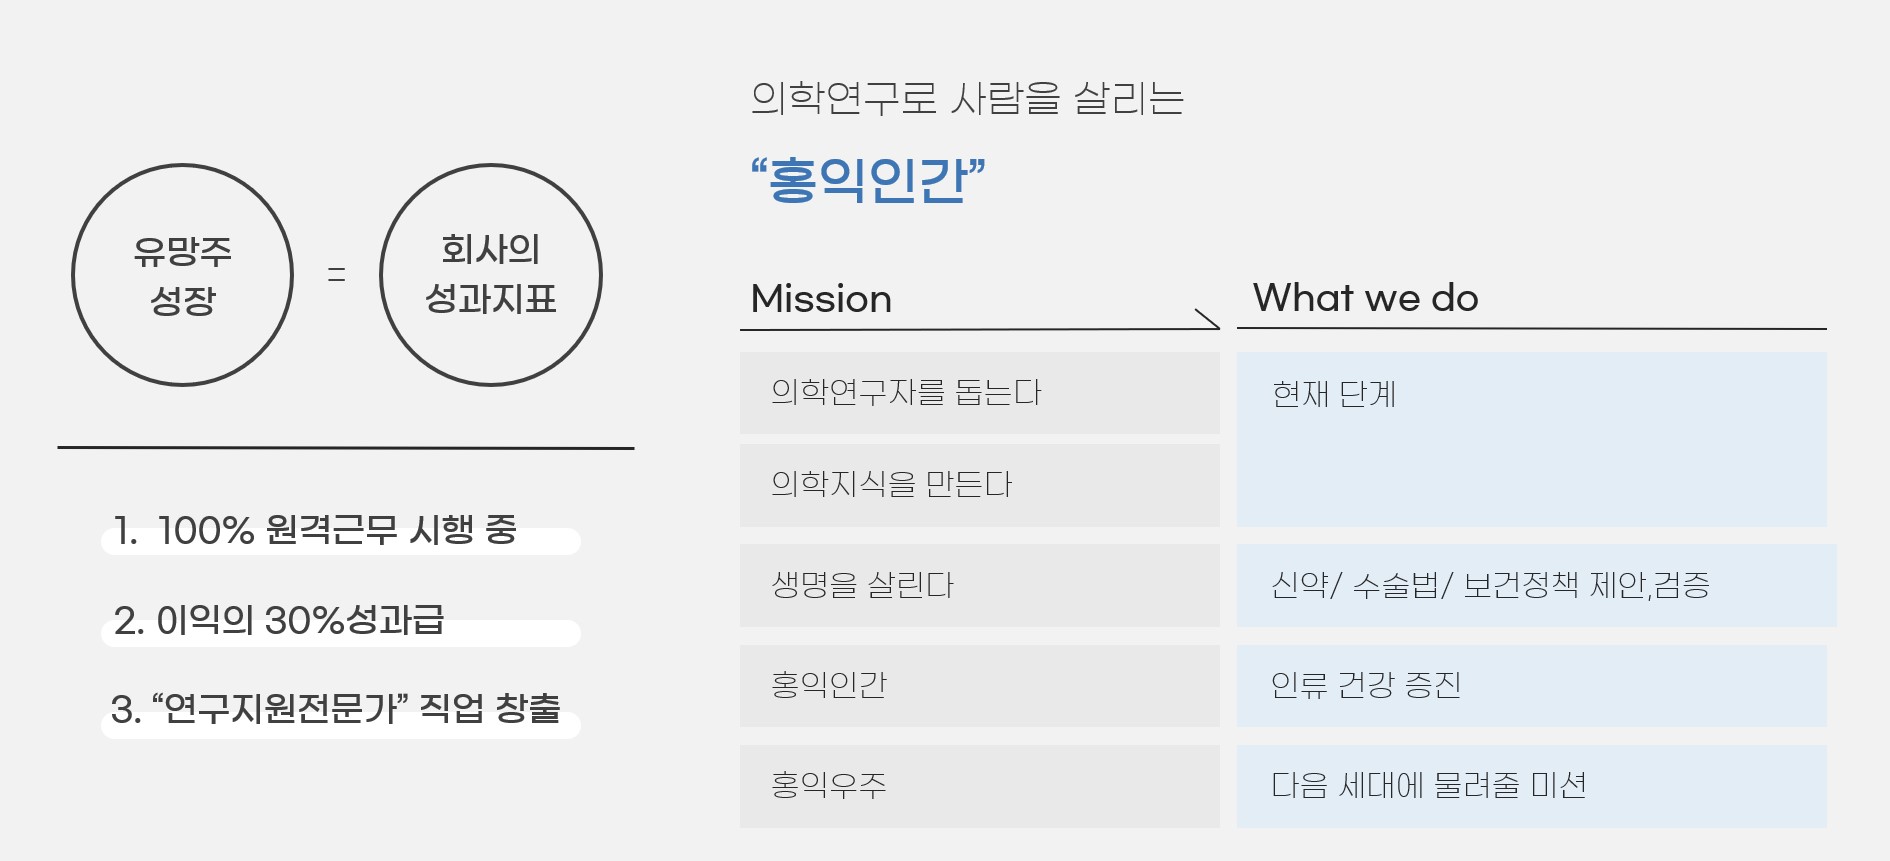 유망주
성장
=
회사의
성과지표
1. 100% 원격근무 시행 중
2. 이익의 30%성과급
3. “연구지원전문가” 직업 창출
의학연구로 사람을 살리는
“홍익인간”
Mission
What we do
의학연구자를 돕는다
현재 단계
의학지식을 만든다
생명을 살린다
신약/ 수술법/ 보건정책 제안,검증
홍익인간
인류 건강 증진
홍익우주
다음 세대에 물려줄 미션